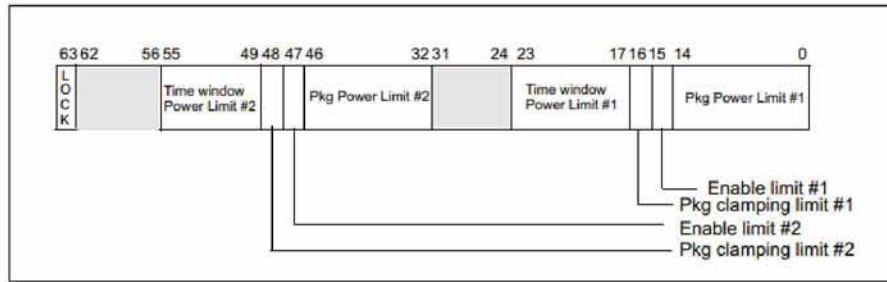 63 62 56 55 49 48 47 46 32 31 24 23 17 16 15 14 0
L
O
C
K
Time window
Power Limit #2
Pkg Power Limit #2
Time window
Power Limit #1
Pkg Power Limit #1
Enable limit #1
Pkg clamping limit #1
Enable limit #2
Pkg clamping limit #2